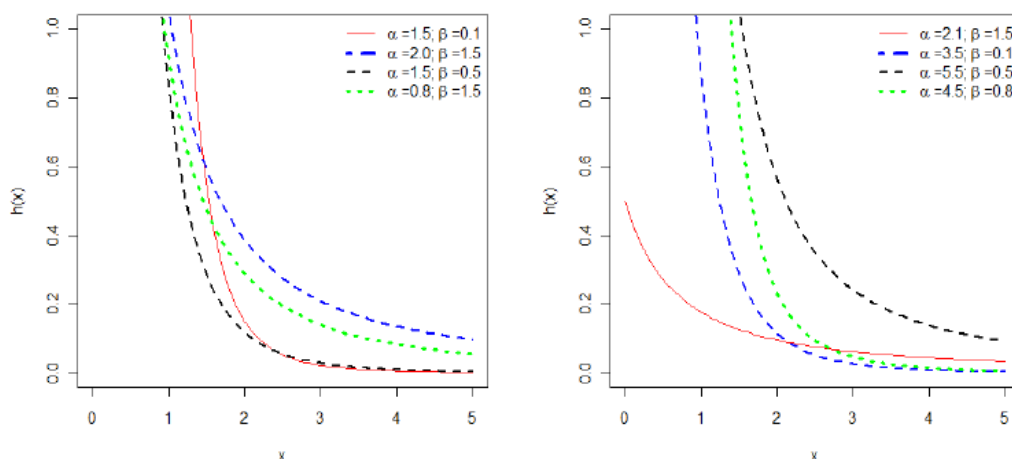 1.0
0.8
0.6
0.4
0.2
0.0
h(x)
0 1 2 3 4 5
x
α =1.5; β =0.1
α =2.0; β =1.5
α =1.5; β =0.5
α =0.8; β =1.5
1.0
0.8
0.6
0.4
0.2
0.0
h(x)
0 1 2 3 4 5
x
α =2.1; β =1.5
α =3.5; β =0.1
α =5.5; β =0.5
α =4.5; β =0.8